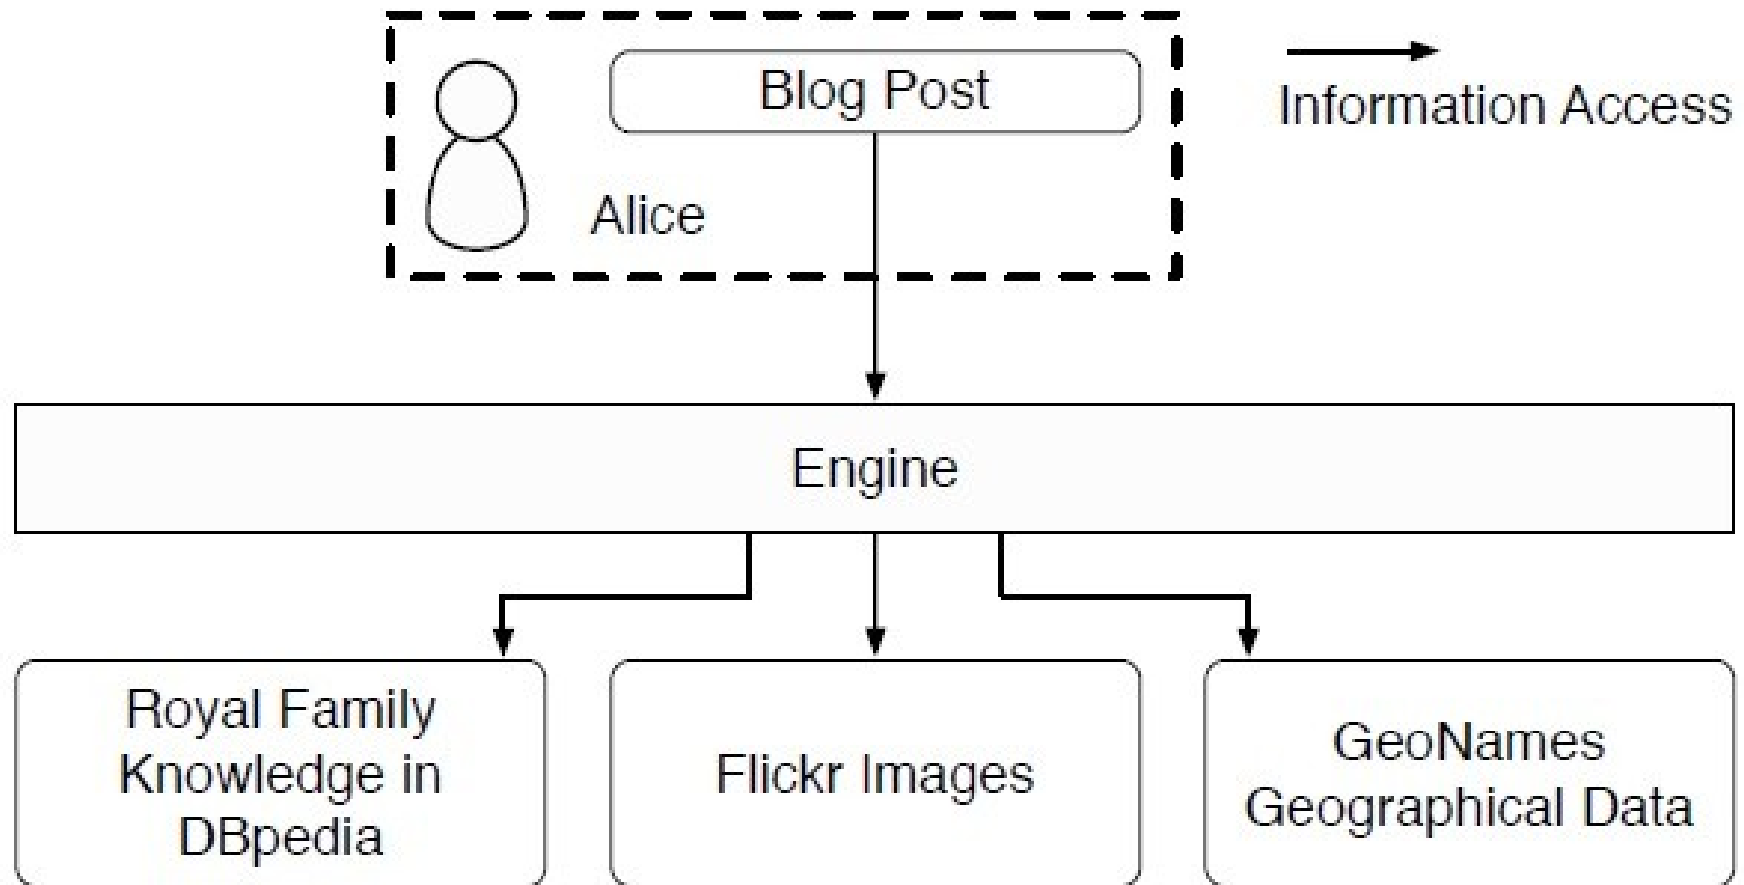 Blog Post
Information Access
Alice
Engine
Royal Family
Knowledge in
DBpedia
Flickr Images
GeoNames
Geographical Data